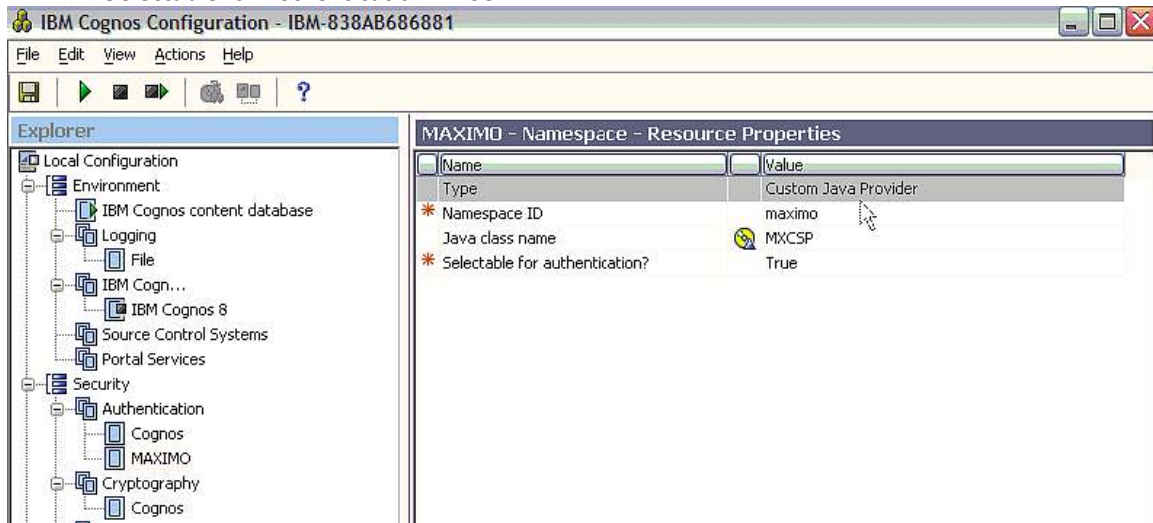 IBM Cognos Configuration - IBM-838AB686881
File Edit View Actions Help
?
Explorer
Local Configuration
Environment
IBM Cognos content database
Logging
File
IBM Cogn...
IBM Cognos 8
Source Control Systems
Portal Services
Security
Authentication
Cognos
MAXIMO
Cryptography
Cognos
MAXIMO - Namespace - Resource Properties
Name Value
Type Custom Java Provider
* Namespace ID maximo
Java class name MXCSP
* Selectable for authentication? True